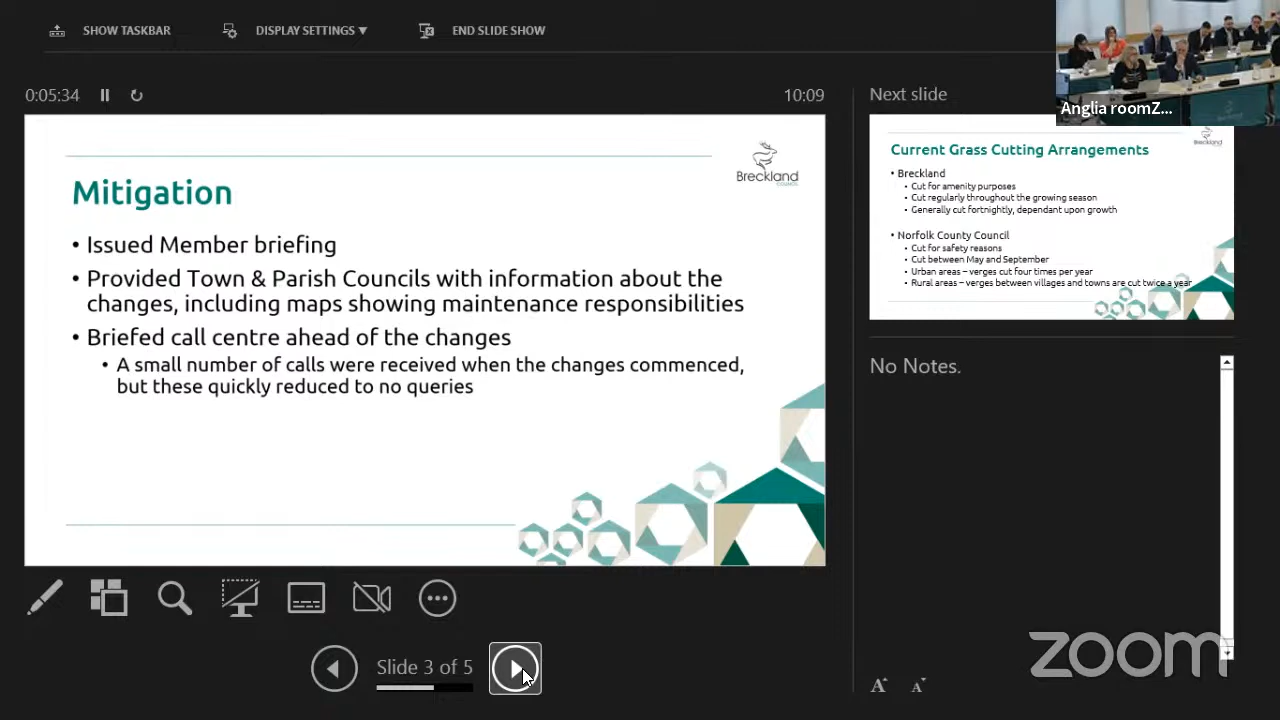 SHOW TASKBAR
DISPLAY SETTINGS
END SLIDE SHOW
0:05:34
10:09
Next slide
Anglia roomZ...
Breckland
COUNCIL
Mitigation
• Issued Member briefing
• Provided Town & Parish Councils with information about the
changes, including maps showing maintenance responsibilities
• Briefed call centre ahead of the changes
• A small number of calls were received when the changes commenced,
but these quickly reduced to no queries
Breckland
Current Grass Cutting Arrangements
• Breckland
• Cut for amenity purposes
• Cut regularly throughout the growing season
• Generally cut fortnightly, dependant upon growth
• Norfolk County Council
• Cut for safety reasons
• Cut between May and September
• Urban areas – verges cut four times per year
• Rural areas – verges between villages and towns are cut twice a year
No Notes.
Slide 3 of 5
A A
zoom